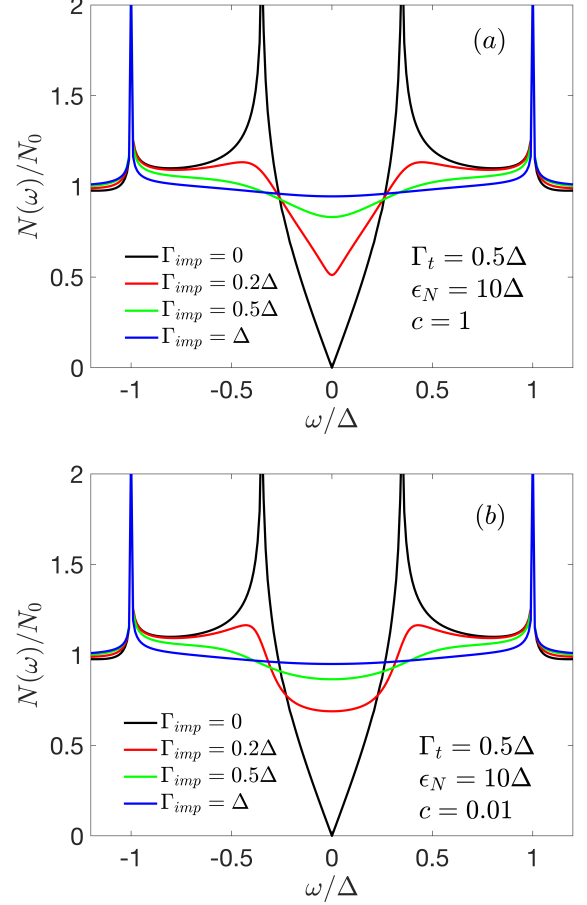 (a)
2
1.5
1
0.5
0
N(ω)/N₀
Γ_imp = 0
Γ_imp = 0.2Δ
Γ_imp = 0.5Δ
Γ_imp = Δ
Γ_t = 0.5Δ
ϵ_N = 10Δ
c = 1
-1 -0.5 0 0.5 1
ω/Δ
(b)
2
1.5
1
0.5
0
N(ω)/N₀
Γ_imp = 0
Γ_imp = 0.2Δ
Γ_imp = 0.5Δ
Γ_imp = Δ
Γ_t = 0.5Δ
ϵ_N = 10Δ
c = 0.01
-1 -0.5 0 0.5 1
ω/Δ